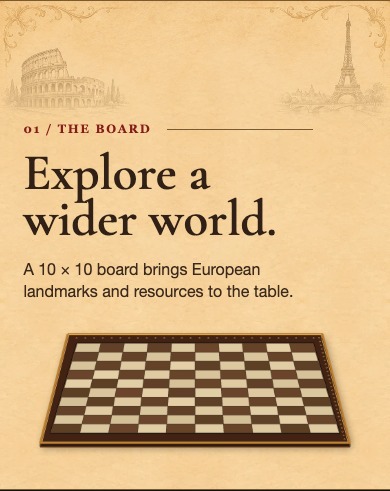 01 / THE BOARD
Explore a
wider world.
A 10 × 10 board brings European
landmarks and resources to the table.